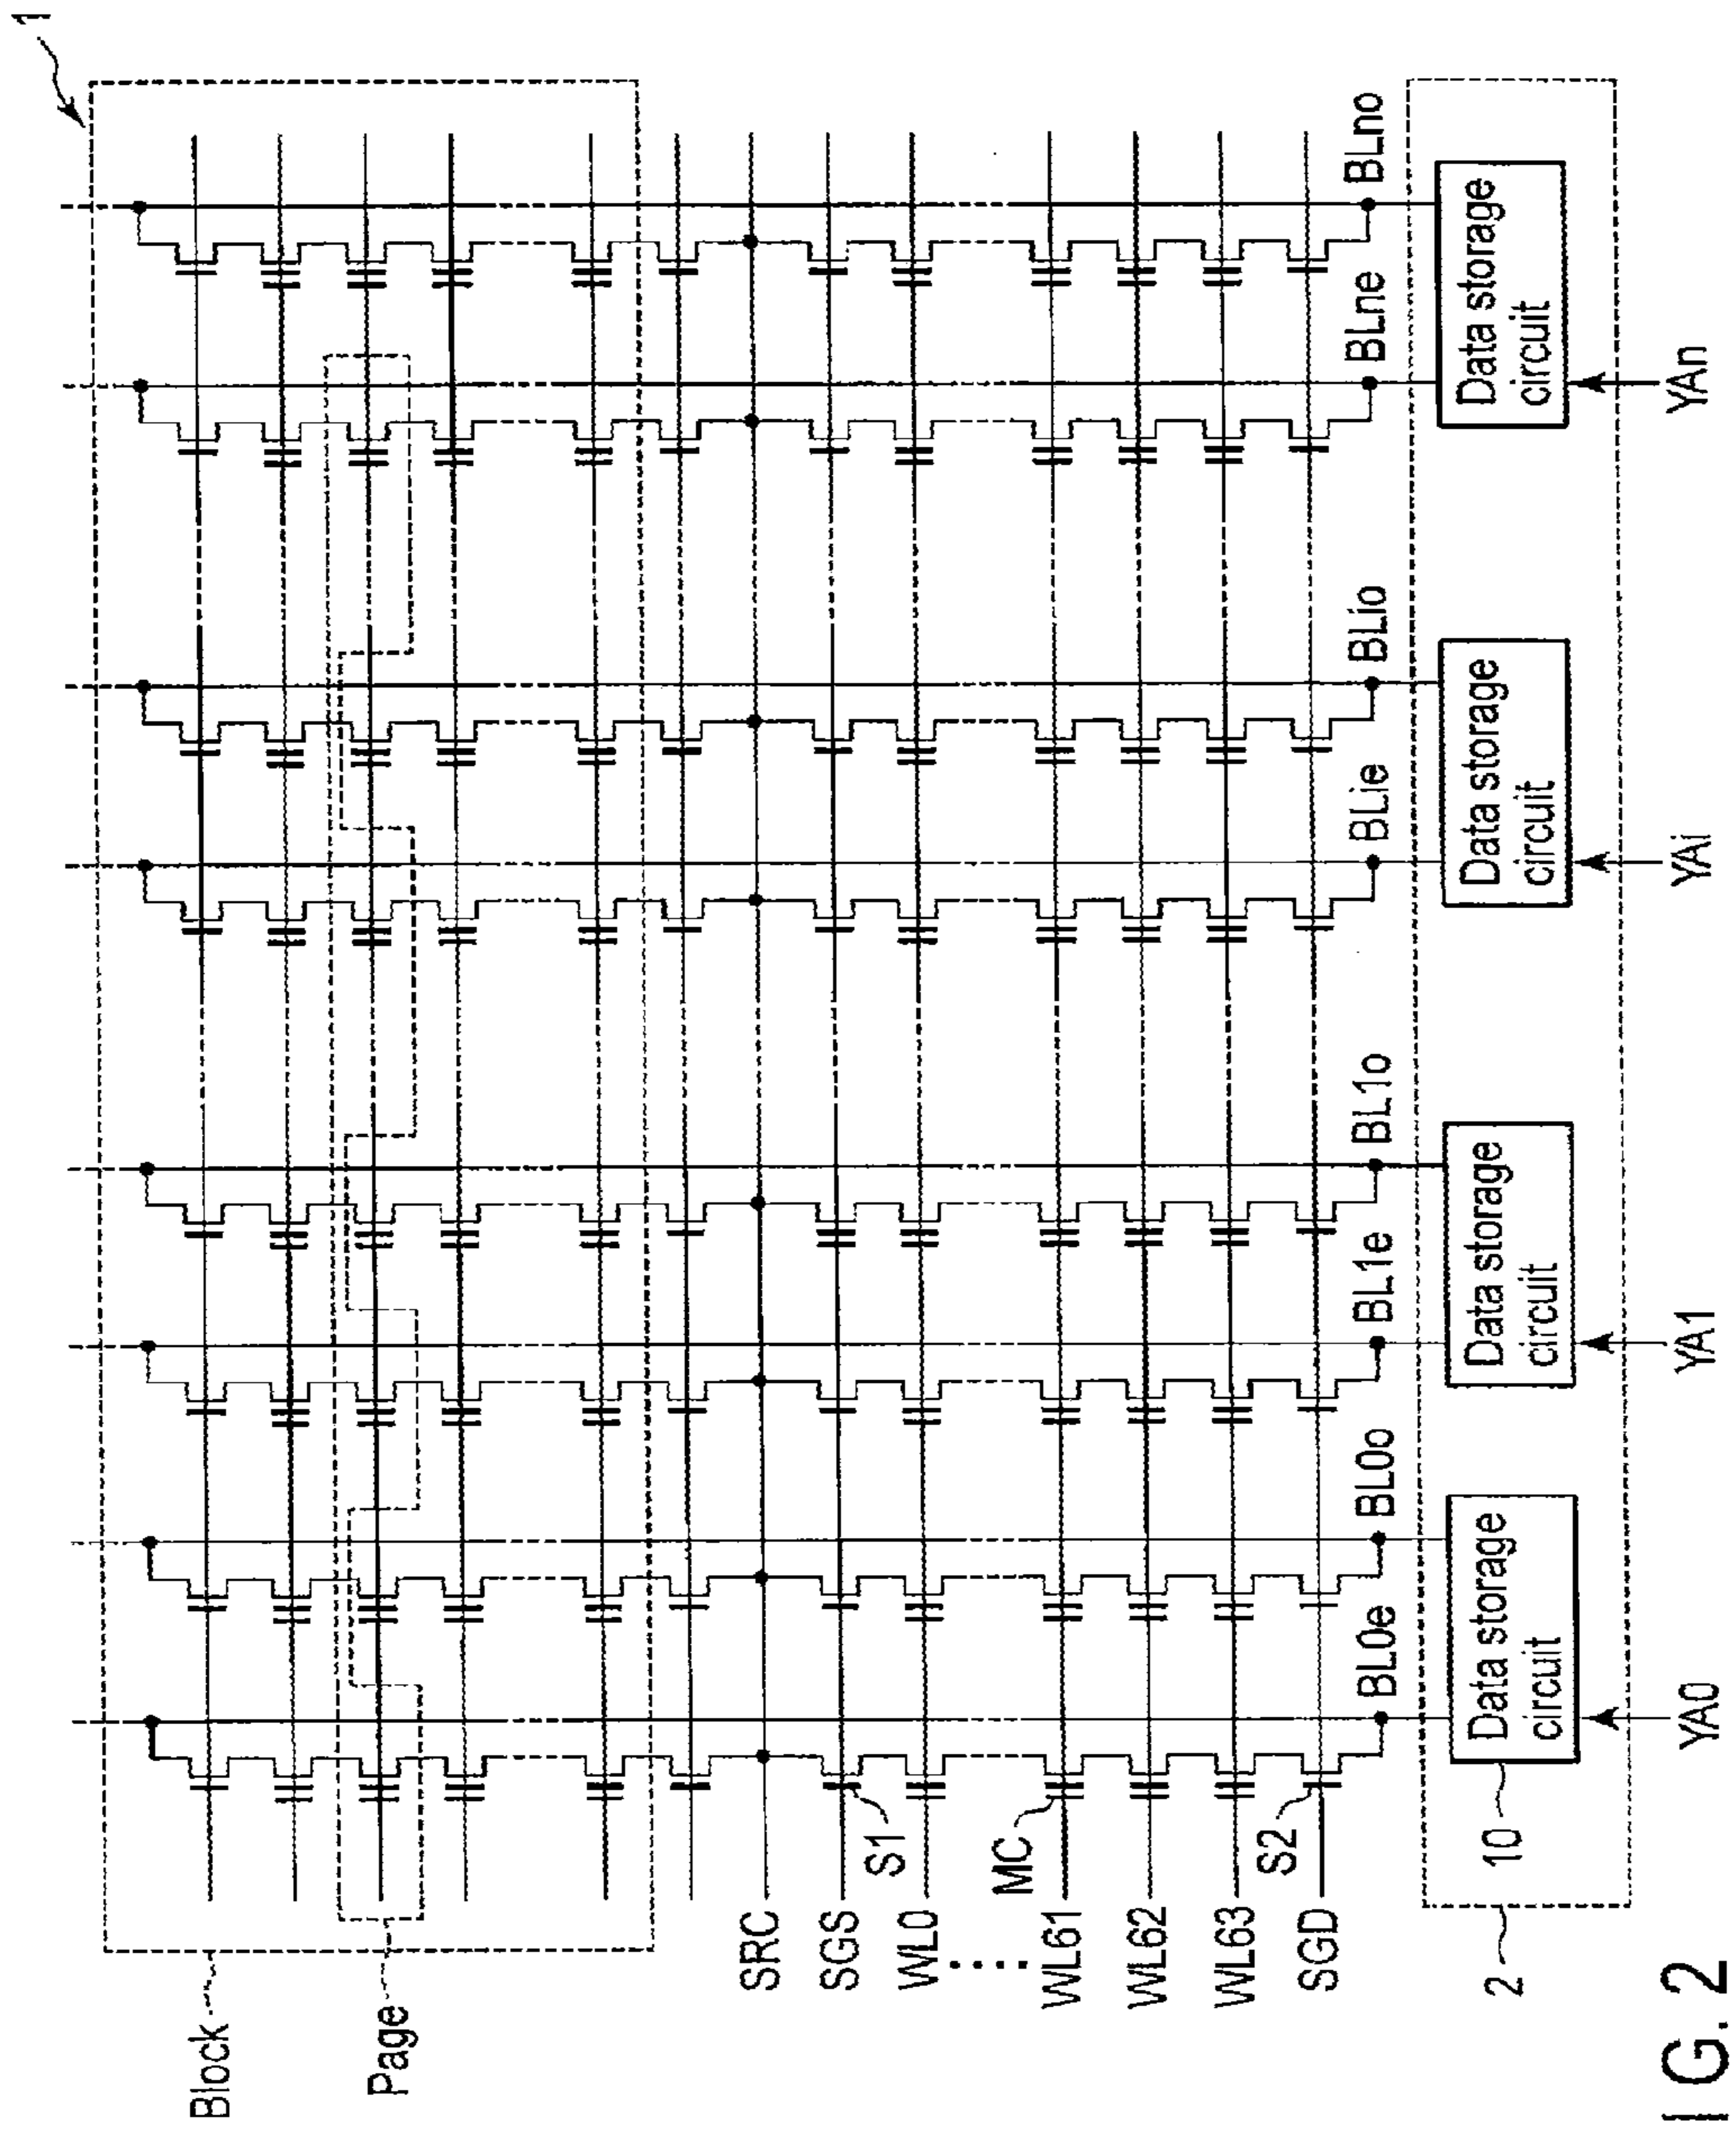 1
Block
Page
SRC
SGS
WL0
WL61
WL62
WL63
SGD
S1
MC
S2
BL0e
BL0o
BL1e
BL1o
BLie
BLio
BLne
BLno
Data storage
circuit
Data storage
circuit
Data storage
circuit
Data storage
circuit
10
2
YA0
YA1
YAi
YAn
I G. 2